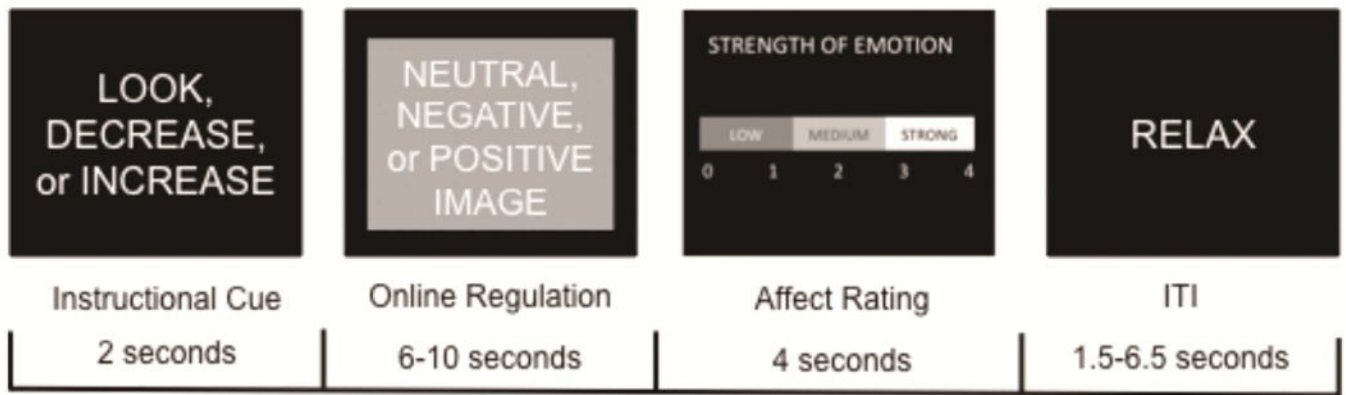 LOOK,
DECREASE,
or INCREASE
NEUTRAL,
NEGATIVE,
or POSITIVE
IMAGE
STRENGTH OF EMOTION
LOW MEDIUM STRONG
0 1 2 3 4
RELAX
Instructional Cue Online Regulation Affect Rating ITI
2 seconds 6-10 seconds 4 seconds 1.5-6.5 seconds